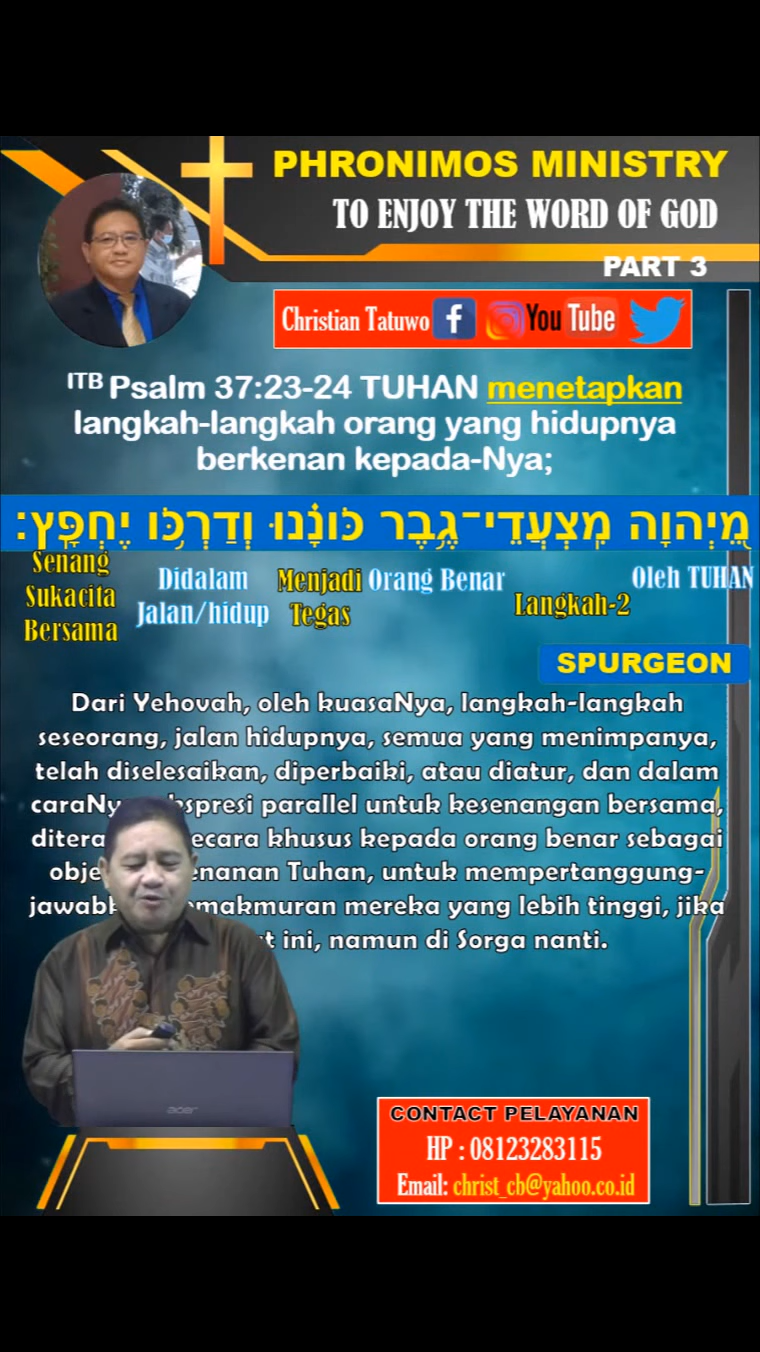 PHRONIMOS MINISTRY
TO ENJOY THE WORD OF GOD
PART 3
Christian Tatuwo f You Tube
ITB Psalm 37:23-24 TUHAN menetapkan
langkah-langkah orang yang hidupnya
berkenan kepada-Nya;
מֵ֭יְהוָה מִֽצְעֲדֵי־גֶ֥בֶר כּוֹנָ֗נוּ וְדַרְכּ֥וֹ יֶחְפָּֽץ׃
Senang Sukacita Bersama
Didalam Jalan/hidup
Menjadi Tegas
Orang Benar
Langkah-2
Oleh TUHAN
SPURGEON
Dari Yehovah, oleh kuasaNya, langkah-langkah
seseorang, jalan hidupnya, semua yang menimpanya,
telah diselesaikan, diperbaiki, atau diatur, dan dalam
parallel untuk kesenangan bersama,
khusus kepada orang benar sebagai
Tuhan, untuk mempertanggung-
mereka yang lebih tinggi, jika
ini, namun di Sorga nanti.
acer
CONTACT PELAYANAN
HP : 08123283115
Email: christ_cb@yahoo.co.id